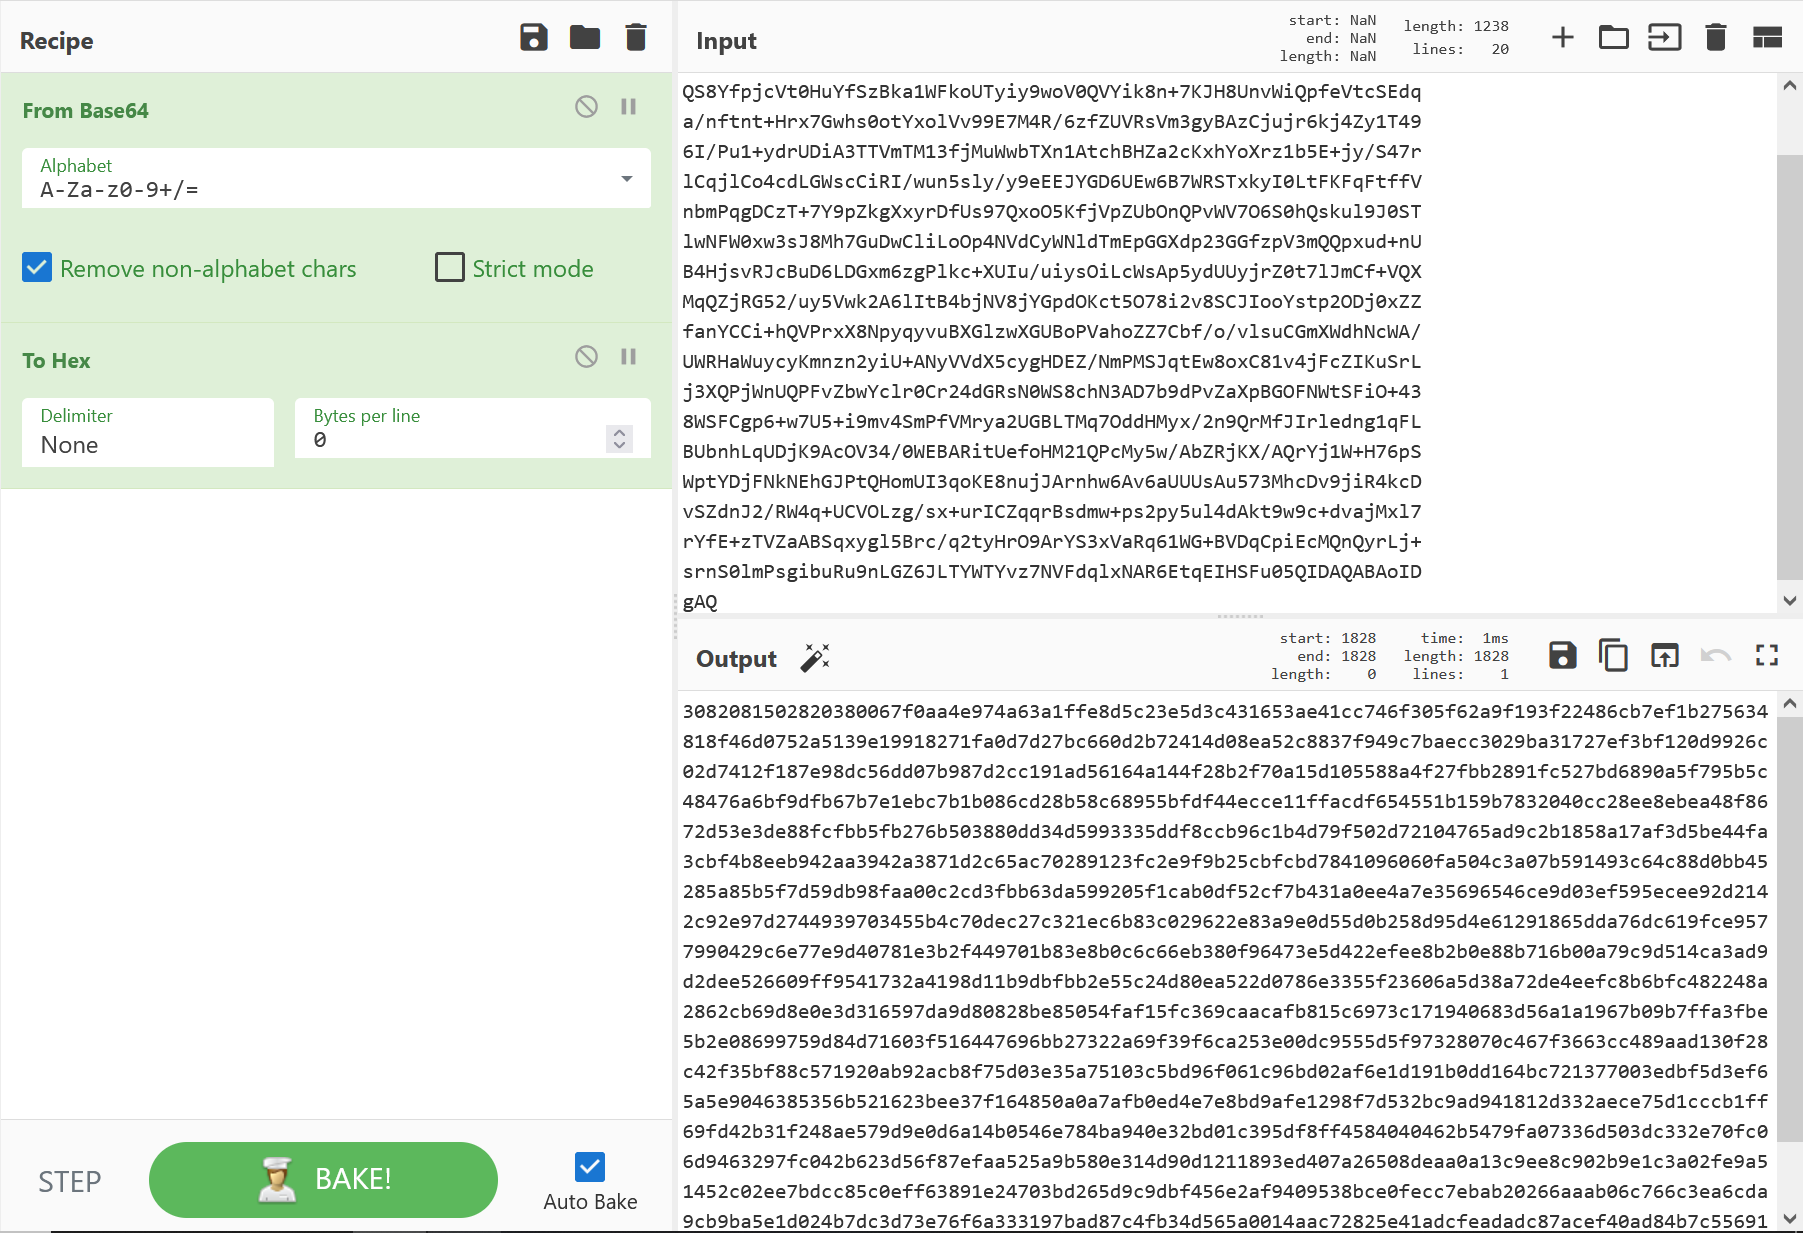 Recipe
From Base64
Alphabet
A-Za-z0-9+/=
Remove non-alphabet chars
Strict mode
To Hex
Delimiter
None
Bytes per line
0
STEP
BAKE!
Auto Bake
Input
start: NaN
end: NaN
length: NaN
length: 1238
lines: 20
QS8YfpjcVt0HuYfSzBka1WFkoUTyiy9woV0QVYik8n+7KJH8UnvWiQpfeVtcSEdq
a/nftnt+Hrx7Gwhs0otYxolVv99E7M4R/6zfZUVRsVm3gyBAzCjujr6kj4Zy1T49
6I/Pu1+ydrUDiA3TTVmTM13fjMuWwbTXn1AtchBHZa2cKxhYoXrz1b5E+jy/S47r
lCqjlCo4cdLGWscCiRI/wun5sly/y9eEEJYGD6UEw6B7WRSTxkyI0LtFKFqFtffV
nbmPqgDCzT+7Y9pZkgXxyrDfUs97QxoO5KfjVpZUbOnQPvWV7O6S0hQskul9J0ST
lwNFW0xw3sJ8Mh7GuDwCliLoOp4NVdCyWNldTmEpGGXdp23GGfzpV3mQQpxud+nU
B4HjsvRJcBuD6LDGxm6zgPlkc+XUIu/uiysOiLcWsAp5ydUUyjrZ0t7lJmCf+VQX
MqQZjRG52/uy5Vwk2A6lItB4bjNV8jYGpdOKct5O78i2v8SCJIooYstp2ODj0xZZ
fanYCCi+hQVPrxX8NpyqyvuBXGlzwXGUBoPVahoZZ7Cbf/o/vlsuCGmXWdhNcWA/
UWRHaWuycyKmnzn2yiU+ANyVVdX5cygHDEZ/NmPMSJqtEw8oxC81v4jFcZIKuSrL
j3XQPjWnUQPFvZbwYclr0Cr24dGRsN0WS8chN3AD7b9dPvZaXpBGOFNWtSFiO+43
8WSFCgp6+w7U5+i9mv4SmPfVMrya2UGBLTMq7OddHMyx/2n9QrMfJIrledng1qFL
BUbnhLqUDjK9AcOV34/0WEBARitUefoHM21QPcMy5w/AbZRjKX/AQrYj1W+H76pS
WptYDjFNkNEhGJPtQHomUI3qoKE8nujJArnhw6Av6aUUUsAu573MhcDv9jiR4kcD
vSZdnJ2/RW4q+UCVOLzg/sx+urICZqqrBsdmw+ps2py5ul4dAkt9w9c+dvajMxl7
rYfE+zTVZaABSqxygl5Brc/q2tyHrO9ArYS3xVaRq61WG+BVDqCpiEcMQnQyrLj+
srnS0lmPsgibuRu9nLGZ6JLTYWTYvz7NVFdqlxNAR6EtqEIHSFu05QIDAQABAoID
gAQ
Output
start: 1828
end: 1828
length: 0
time: 1ms
length: 1828
lines: 1
3082081502820380067f0aa4e974a63a1ffe8d5c23e5d3c431653ae41cc746f305f62a9f193f22486cb7ef1b275634
818f46d0752a5139e19918271fa0d7d27bc660d2b72414d08ea52c8837f949c7baecc3029ba31727ef3bf120d9926c
02d7412f187e98dc56dd07b987d2cc191ad56164a144f28b2f70a15d105588a4f27fbb2891fc527bd6890a5f795b5c
48476a6bf9dfb67b7e1ebc7b1b086cd28b58c68955bfdf44ecce11ffacdf654551b159b7832040cc28ee8ebea48f86
72d53e3de88fcfbb5fb276b503880dd34d5993335ddf8ccb96c1b4d79f502d72104765ad9c2b1858a17af3d5be44fa
3cbf4b8eeb942aa3942a3871d2c65ac70289123fc2e9f9b25cbfcbd7841096060fa504c3a07b591493c64c88d0bb45
285a85b5f7d59db98faa00c2cd3fbb63da599205f1cab0df52cf7b431a0ee4a7e35696546ce9d03ef595ecee92d214
2c92e97d2744939703455b4c70dec27c321ec6b83c029622e83a9e0d55d0b258d95d4e61291865dda76dc619fce957
7990429c6e77e9d40781e3b2f449701b83e8b0c6c66eb380f96473e5d422efee8b2b0e88b716b00a79c9d514ca3ad9
d2dee526609ff9541732a4198d11b9dbfbb2e55c24d80ea522d0786e3355f23606a5d38a72de4eefc8b6bfc482248a
2862cb69d8e0e3d316597da9d80828be85054faf15fc369caacafb815c6973c171940683d56a1a1967b09b7ffa3fbe
5b2e08699759d84d71603f516447696bb27322a69f39f6ca253e00dc9555d5f97328070c467f3663cc489aad130f28
c42f35bf88c571920ab92acb8f75d03e35a75103c5bd96f061c96bd02af6e1d191b0dd164bc721377003edbf5d3ef6
5a5e9046385356b521623bee37f164850a0a7afb0ed4e7e8bd9afe1298f7d532bc9ad941812d332aece75d1cccb1ff
69fd42b31f248ae579d9e0d6a14b0546e784ba940e32bd01c395df8ff4584040462b5479fa07336d503dc332e70fc0
6d9463297fc042b623d56f87efaa525a9b580e314d90d1211893ed407a26508deaa0a13c9ee8c902b9e1c3a02fe9a5
1452c02ee7bdcc85c0eff63891e24703bd265d9c9dbf456e2af9409538bce0fecc7ebab20266aaab06c766c3ea6cda
9cb9ba5e1d024b7dc3d73e76f6a333197bad87c4fb34d565a0014aac72825e41adcfeadadc87acef40ad84b7c55691